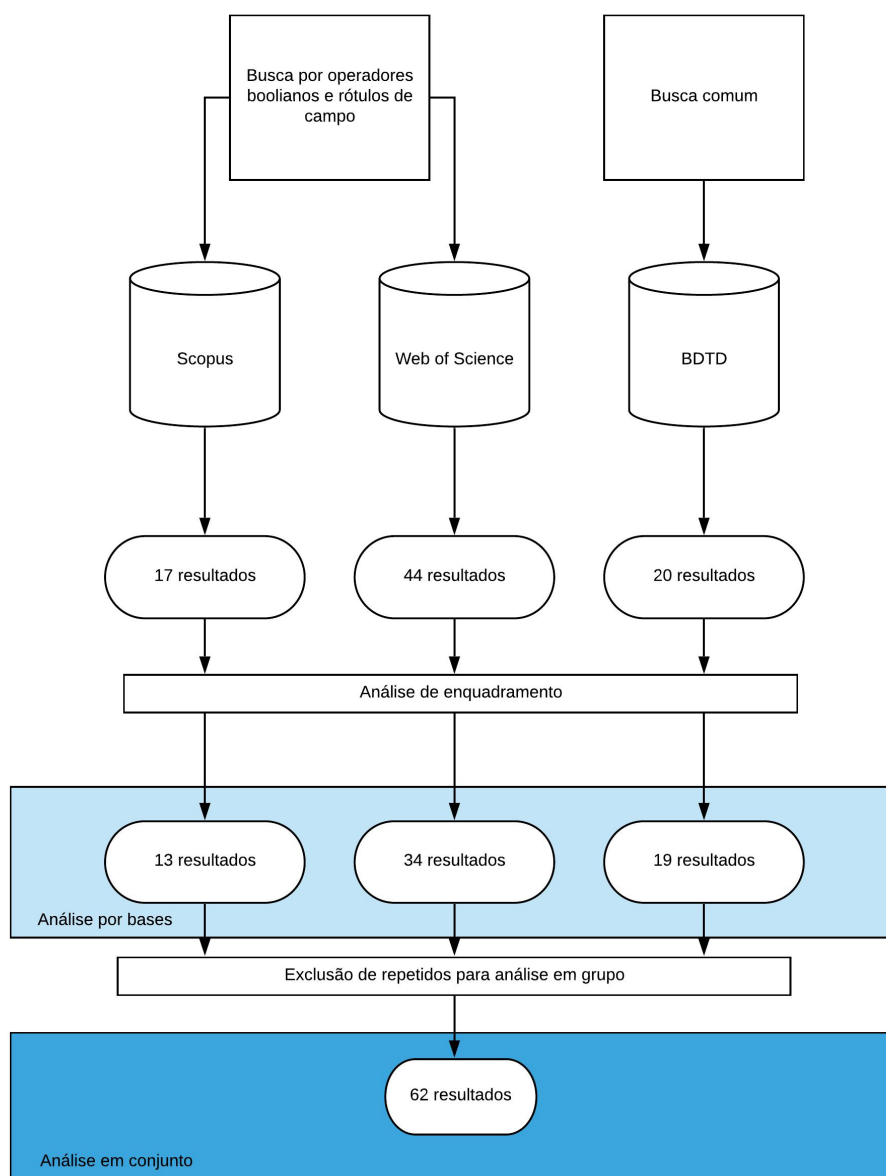 Busca por operadores
boolianos e rótulos de
campo
Busca comum
Scopus
Web of Science
BDTD
17 resultados
44 resultados
20 resultados
Análise de enquadramento
13 resultados
34 resultados
19 resultados
Análise por bases
Exclusão de repetidos para análise em grupo
62 resultados
Análise em conjunto